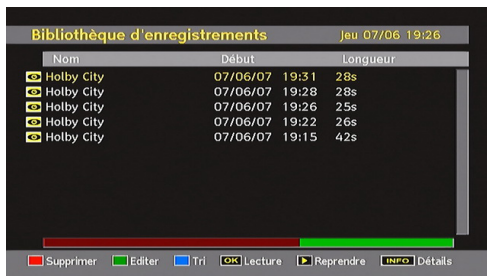 Bibliothèque d'enregistrements Jeu 07/06 19:26
Nom Début Longueur
Holby City 07/06/07 19:31 28s
Holby City 07/06/07 19:28 28s
Holby City 07/06/07 19:26 25s
Holby City 07/06/07 19:22 26s
Holby City 07/06/07 19:15 42s
Supprimer Editer Tri OK Lecture Reprendre INFO Détails